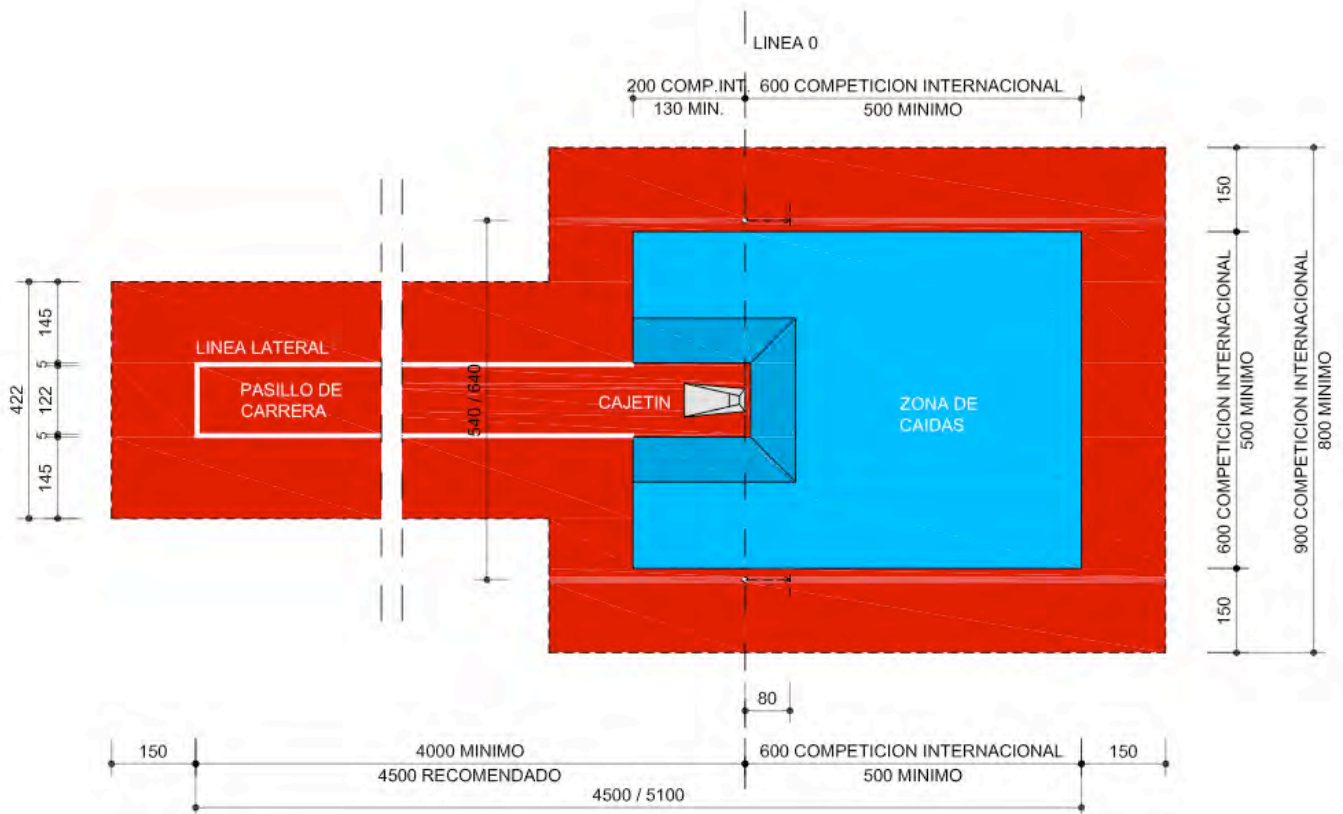 LINEA 0
200 COMP.INT.
600 COMPETICION INTERNACIONAL
130 MIN.
500 MINIMO
150
600 COMPETICION INTERNACIONAL
500 MINIMO
900 COMPETICION INTERNACIONAL
800 MINIMO
150
422
145
5
122
5
145
LINEA LATERAL
PASILLO DE
CARRERA
540 / 640
CAJETIN
ZONA DE
CAIDAS
80
150
4000 MINIMO
600 COMPETICION INTERNACIONAL
150
4500 RECOMENDADO
500 MINIMO
4500 / 5100